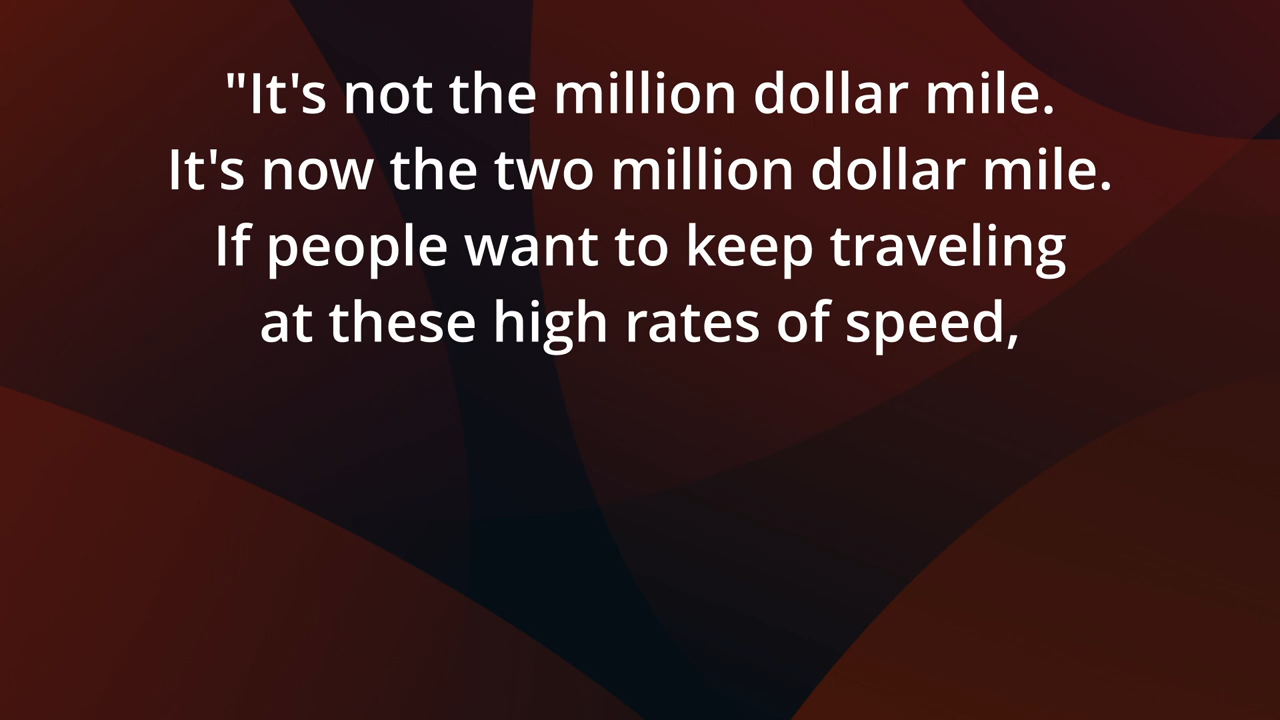 "It's not the million dollar mile.
It's now the two million dollar mile.
If people want to keep traveling
at these high rates of speed,